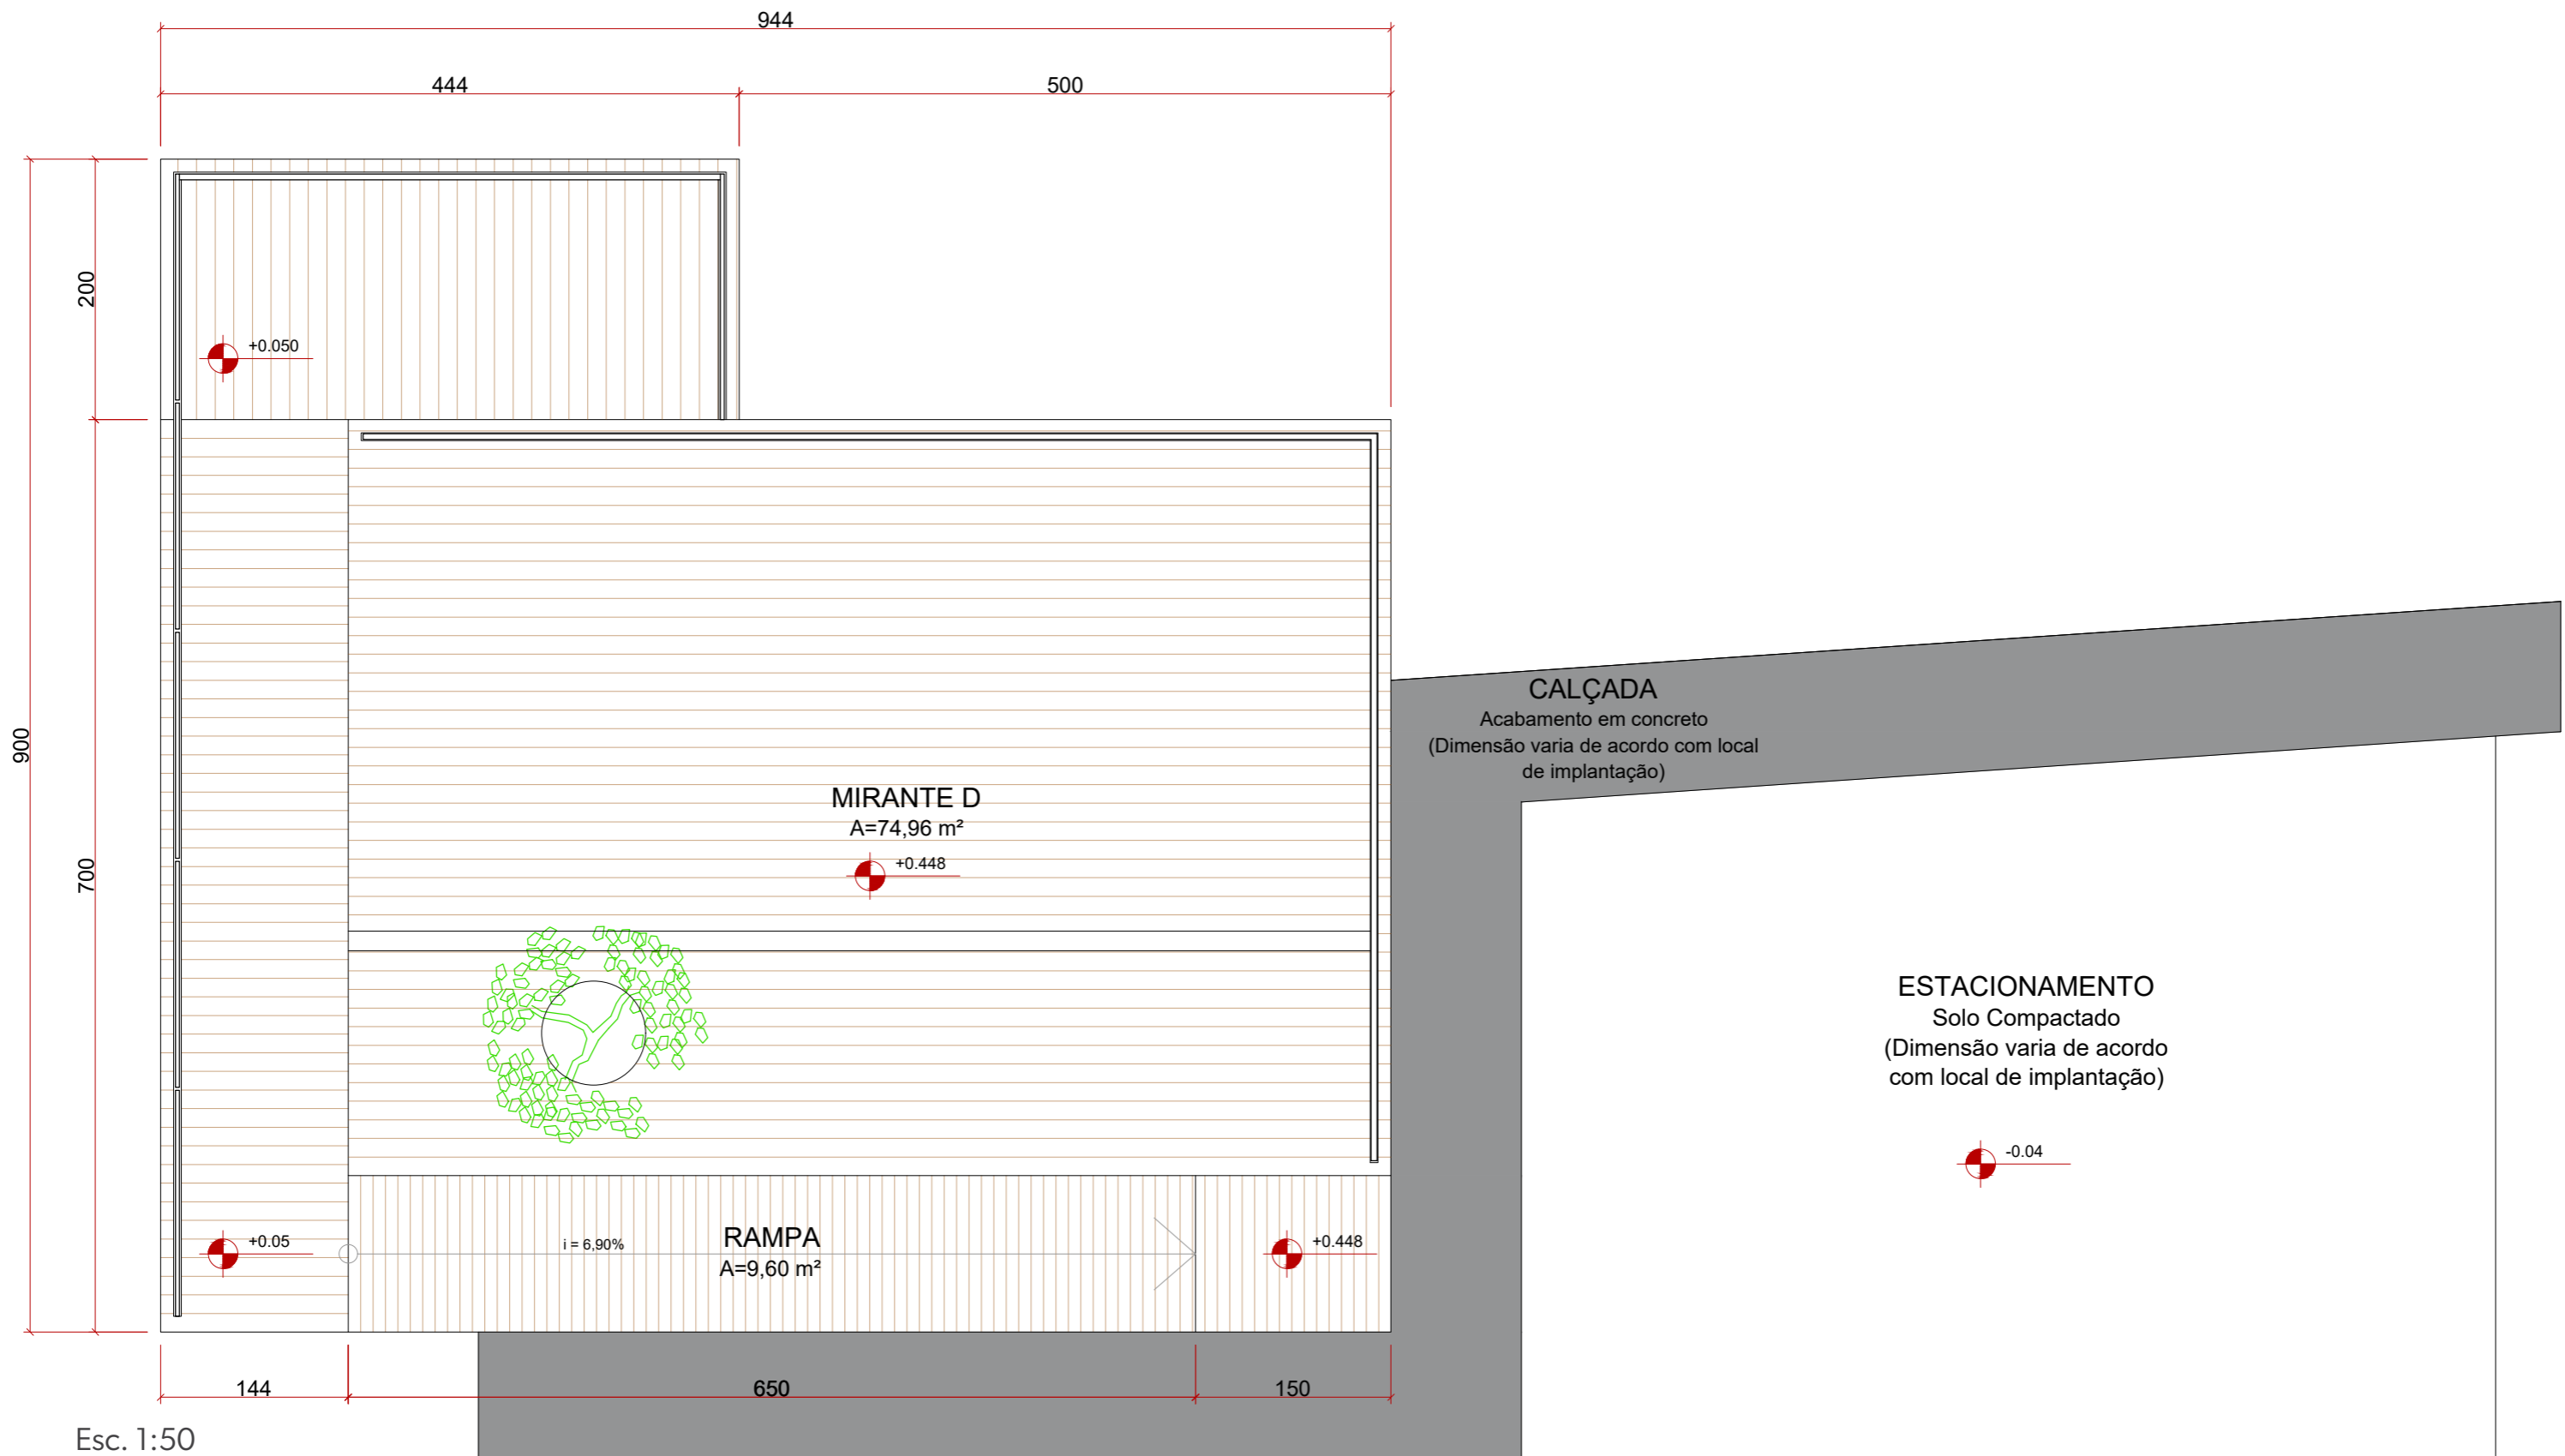 944
444
500
200
+0.050
900
700
CALÇADA
Acabamento em concreto
(Dimensão varia de acordo com local
de implantação)
MIRANTE D
A=74,96 m²
+0.448
ESTACIONAMENTO
Solo Compactado
(Dimensão varia de acordo
com local de implantação)
-0.04
+0.05
i = 6,90%
RAMPA
A=9,60 m²
+0.448
144
650
150
Esc. 1:50